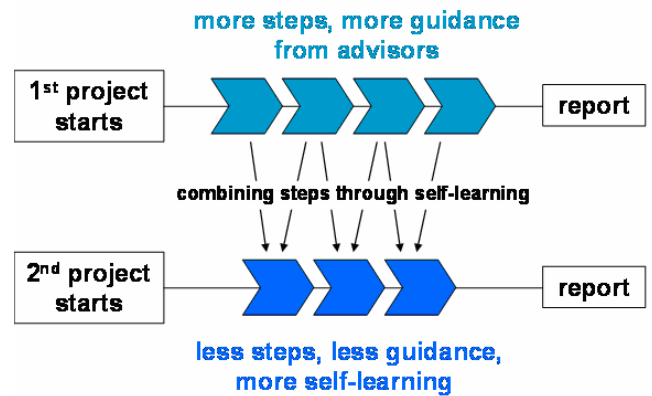 more steps, more guidance
from advisors
1st project
starts
report
combining steps through self-learning
2nd project
starts
report
less steps, less guidance,
more self-learning